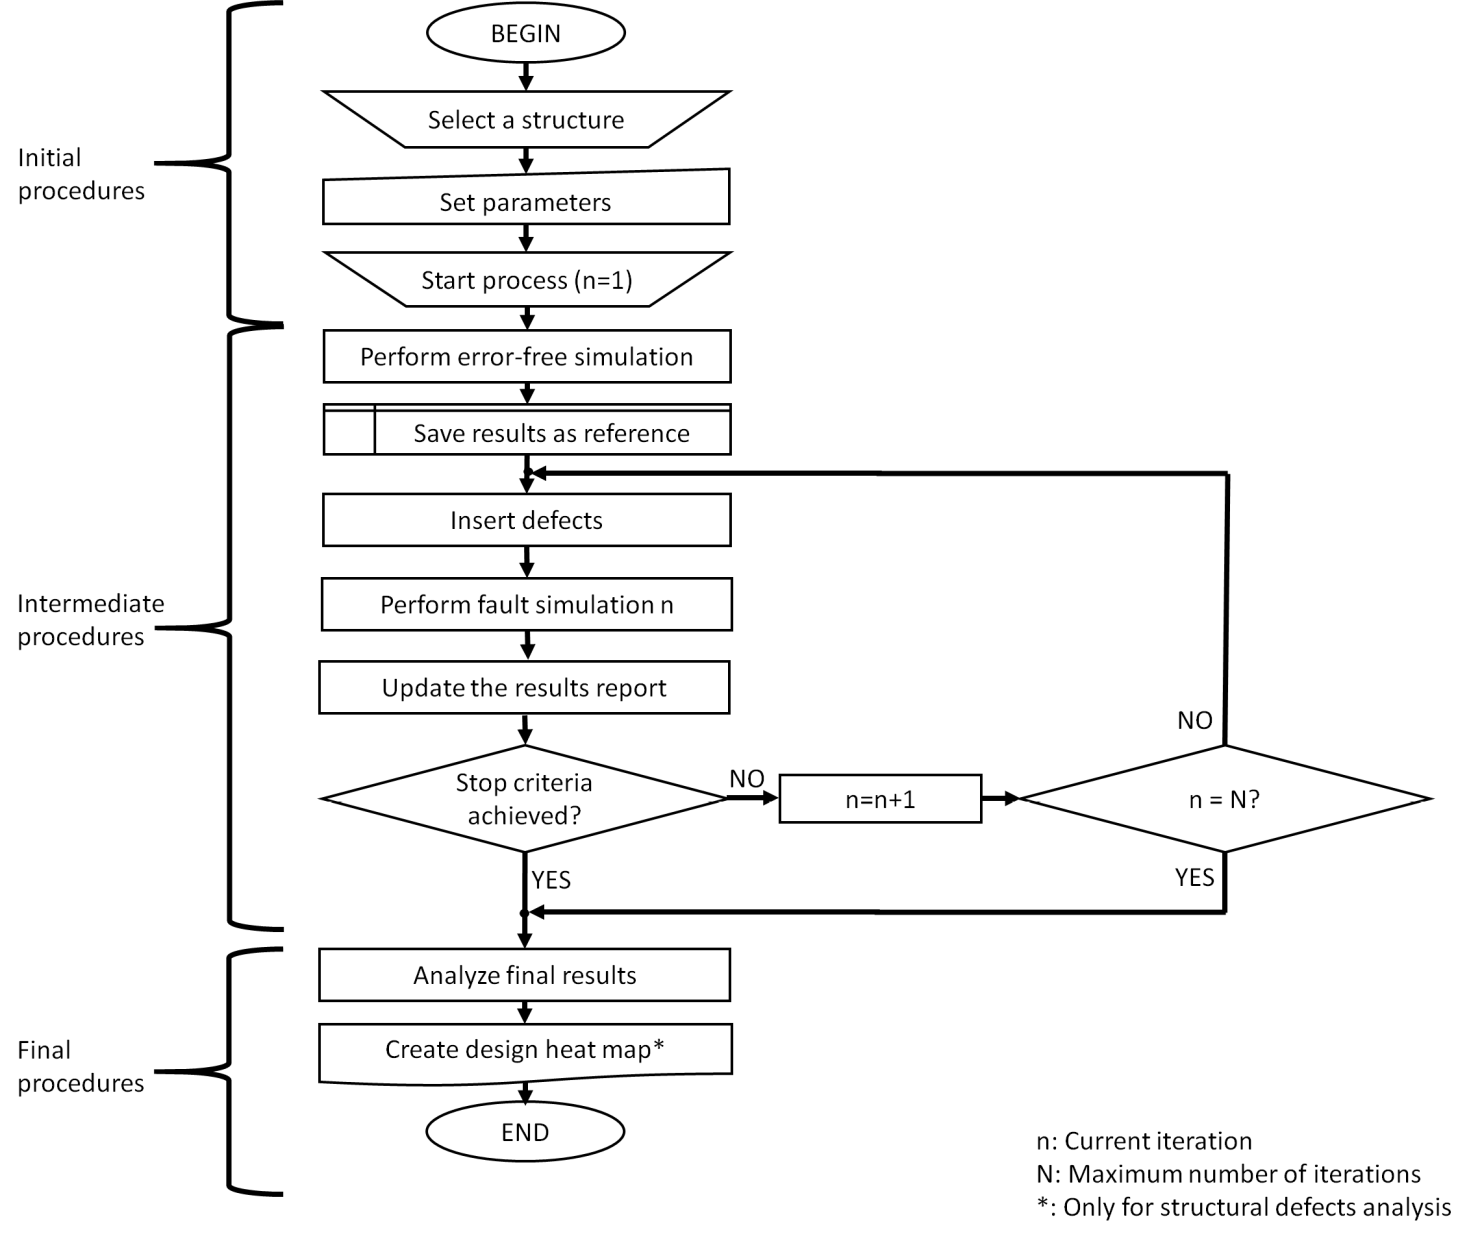 BEGIN
Select a structure
Initial
procedures
Set parameters
Start process (n=1)
Perform error-free simulation
Save results as reference
Insert defects
Intermediate
procedures
Perform fault simulation n
Update the results report
Stop criteria
achieved?
NO
n=n+1
n = N?
NO
YES
YES
Analyze final results
Final
procedures
Create design heat map*
END
n: Current iteration
N: Maximum number of iterations
*: Only for structural defects analysis